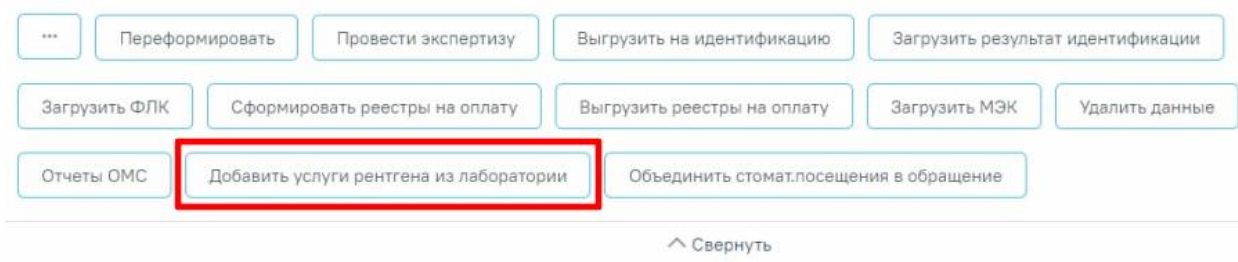 ... Переформировать Провести экспертизу Выгрузить на идентификацию Загрузить результат идентификации
Загрузить ФЛК Сформировать реестры на оплату Выгрузить реестры на оплату Загрузить МЭК Удалить данные
Отчеты ОМС Добавить услуги рентгена из лаборатории Объединить стомат.посещения в обращение
Свернуть